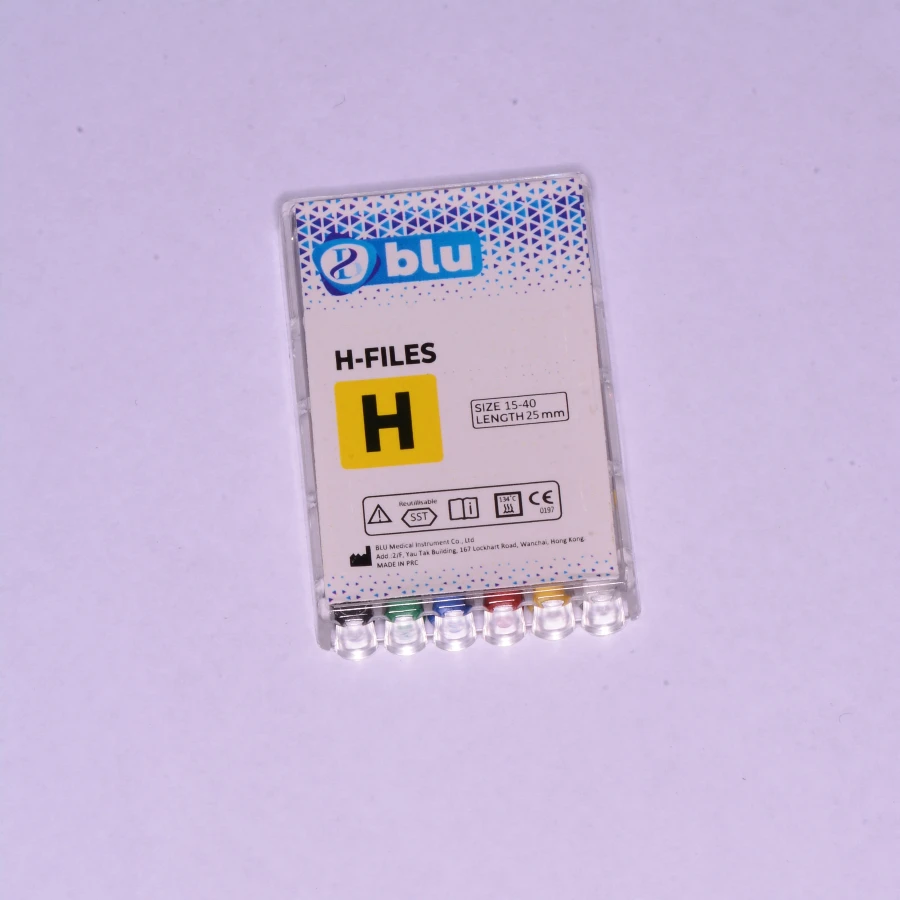 blu
H-FILES
H
SIZE 15-40
LENGTH 25 mm
Reutilisable
SST
i
134°C
CE
0197
BLU Medical Instrument Co., Ltd
Add :2/F, Yau Tak Building, 167 Lockhart Road, Wanchai, Hong Kong.
MADE IN PRC